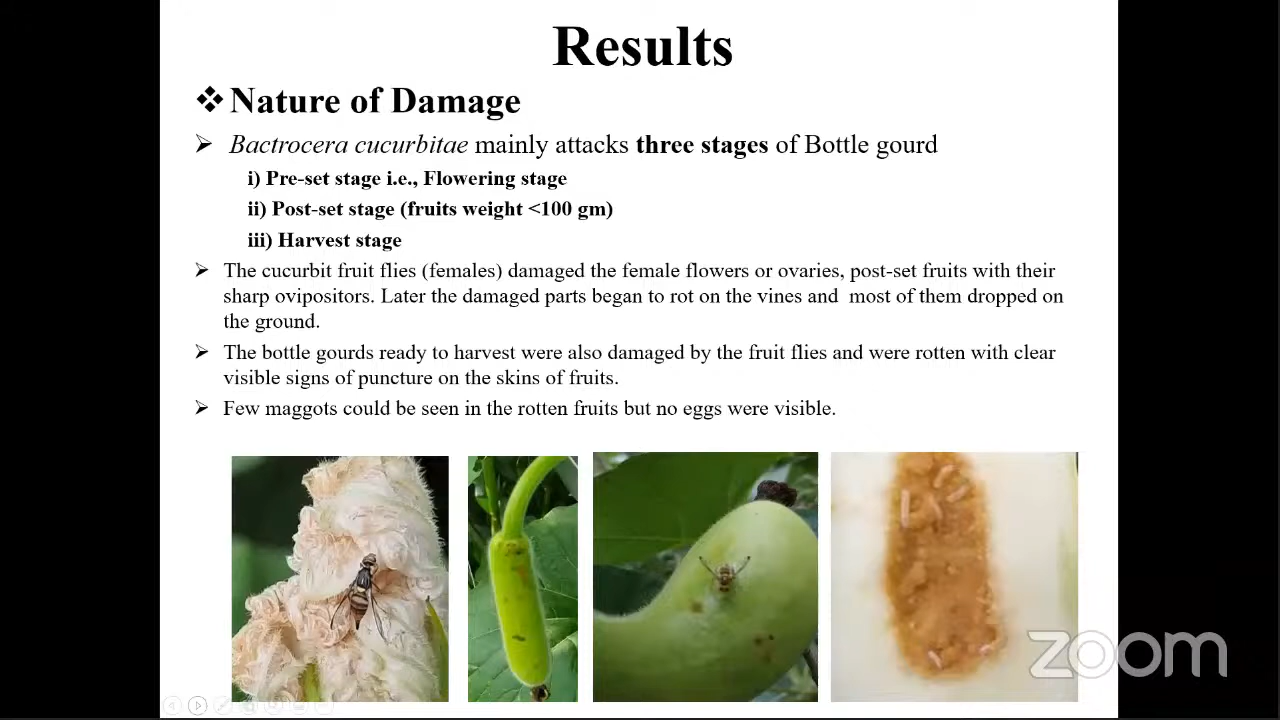 Results
❖ Nature of Damage
➢ Bactrocera cucurbitae mainly attacks three stages of Bottle gourd
i) Pre-set stage i.e., Flowering stage
ii) Post-set stage (fruits weight <100 gm)
iii) Harvest stage
➢ The cucurbit fruit flies (females) damaged the female flowers or ovaries, post-set fruits with their
sharp ovipositors. Later the damaged parts began to rot on the vines and most of them dropped on
the ground.
➢ The bottle gourds ready to harvest were also damaged by the fruit flies and were rotten with clear
visible signs of puncture on the skins of fruits.
➢ Few maggots could be seen in the rotten fruits but no eggs were visible.
zoom